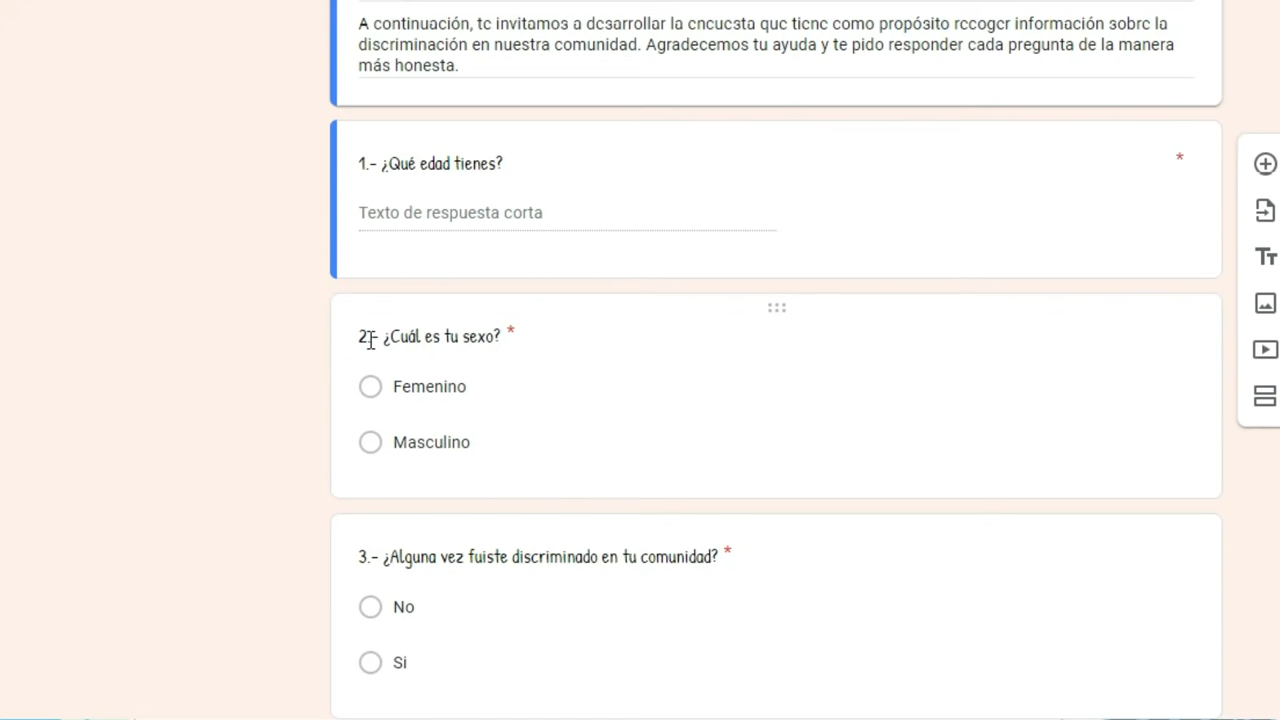 A continuación, te invitamos a desarrollar la encuesta que tiene como propósito recoger información sobre la
discriminación en nuestra comunidad. Agradecemos tu ayuda y te pido responder cada pregunta de la manera
más honesta.
1.- ¿Qué edad tienes? *
Texto de respuesta corta
2.- ¿Cuál es tu sexo? *
Femenino
Masculino
3.- ¿Alguna vez fuiste discriminado en tu comunidad? *
No
Si
Tт